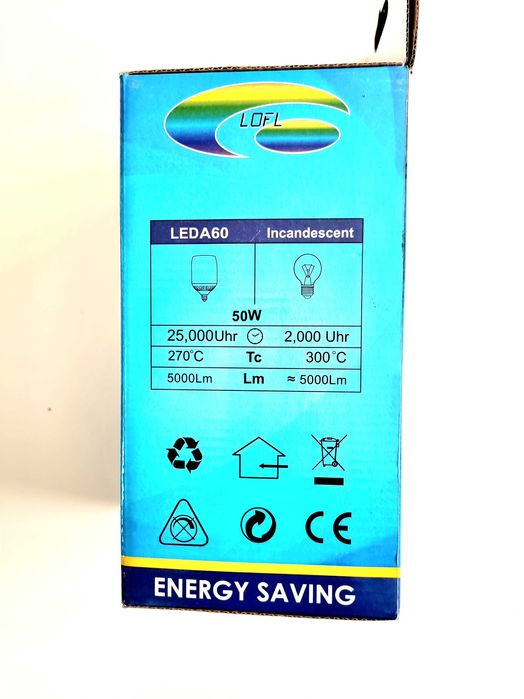 LOFL
LEDA60 Incandescent
50W
25,000Uhr 2,000 Uhr
270°C Tc 300°C
5000Lm Lm ≈ 5000Lm
CE
ENERGY SAVING